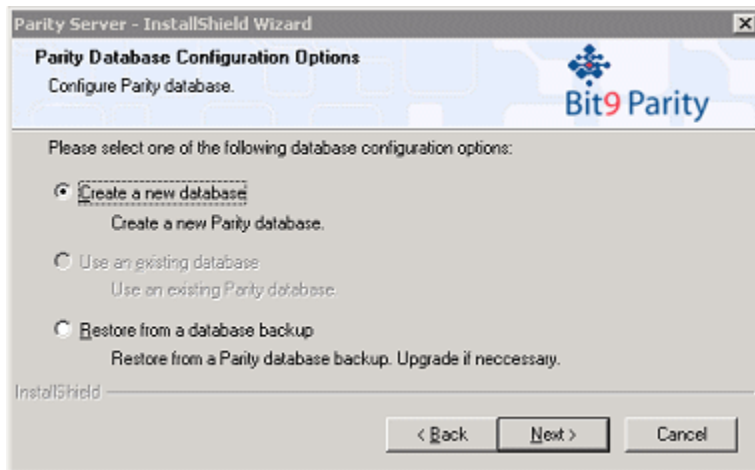 Parity Server - InstallShield Wizard
Parity Database Configuration Options
Configure Parity database.
Bit9 Parity
Please select one of the following database configuration options:
Create a new database
Create a new Parity database.
Use an existing database
Use an existing Parity database.
Restore from a database backup
Restore from a Parity database backup. Upgrade if neccessary.
InstallShield
< Back
Next >
Cancel